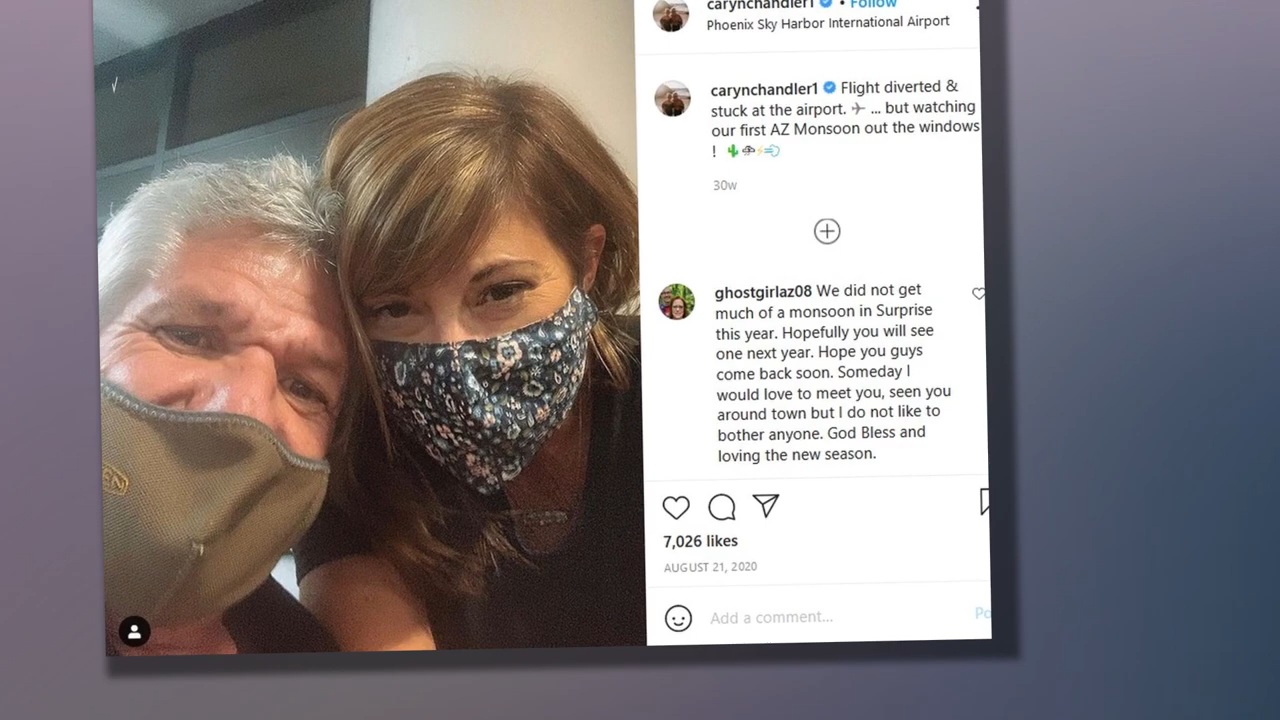 carynchandler1 • Follow
Phoenix Sky Harbor International Airport
carynchandler1 Flight diverted &
stuck at the airport. ✈ ... but watching
our first AZ Monsoon out the windows
! 🌵🌩⚡💨
30w
ghostgirlaz08 We did not get
much of a monsoon in Surprise
this year. Hopefully you will see
one next year. Hope you guys
come back soon. Someday I
would love to meet you, seen you
around town but I do not like to
bother anyone. God Bless and
loving the new season.
7,026 likes
AUGUST 21, 2020
Add a comment...